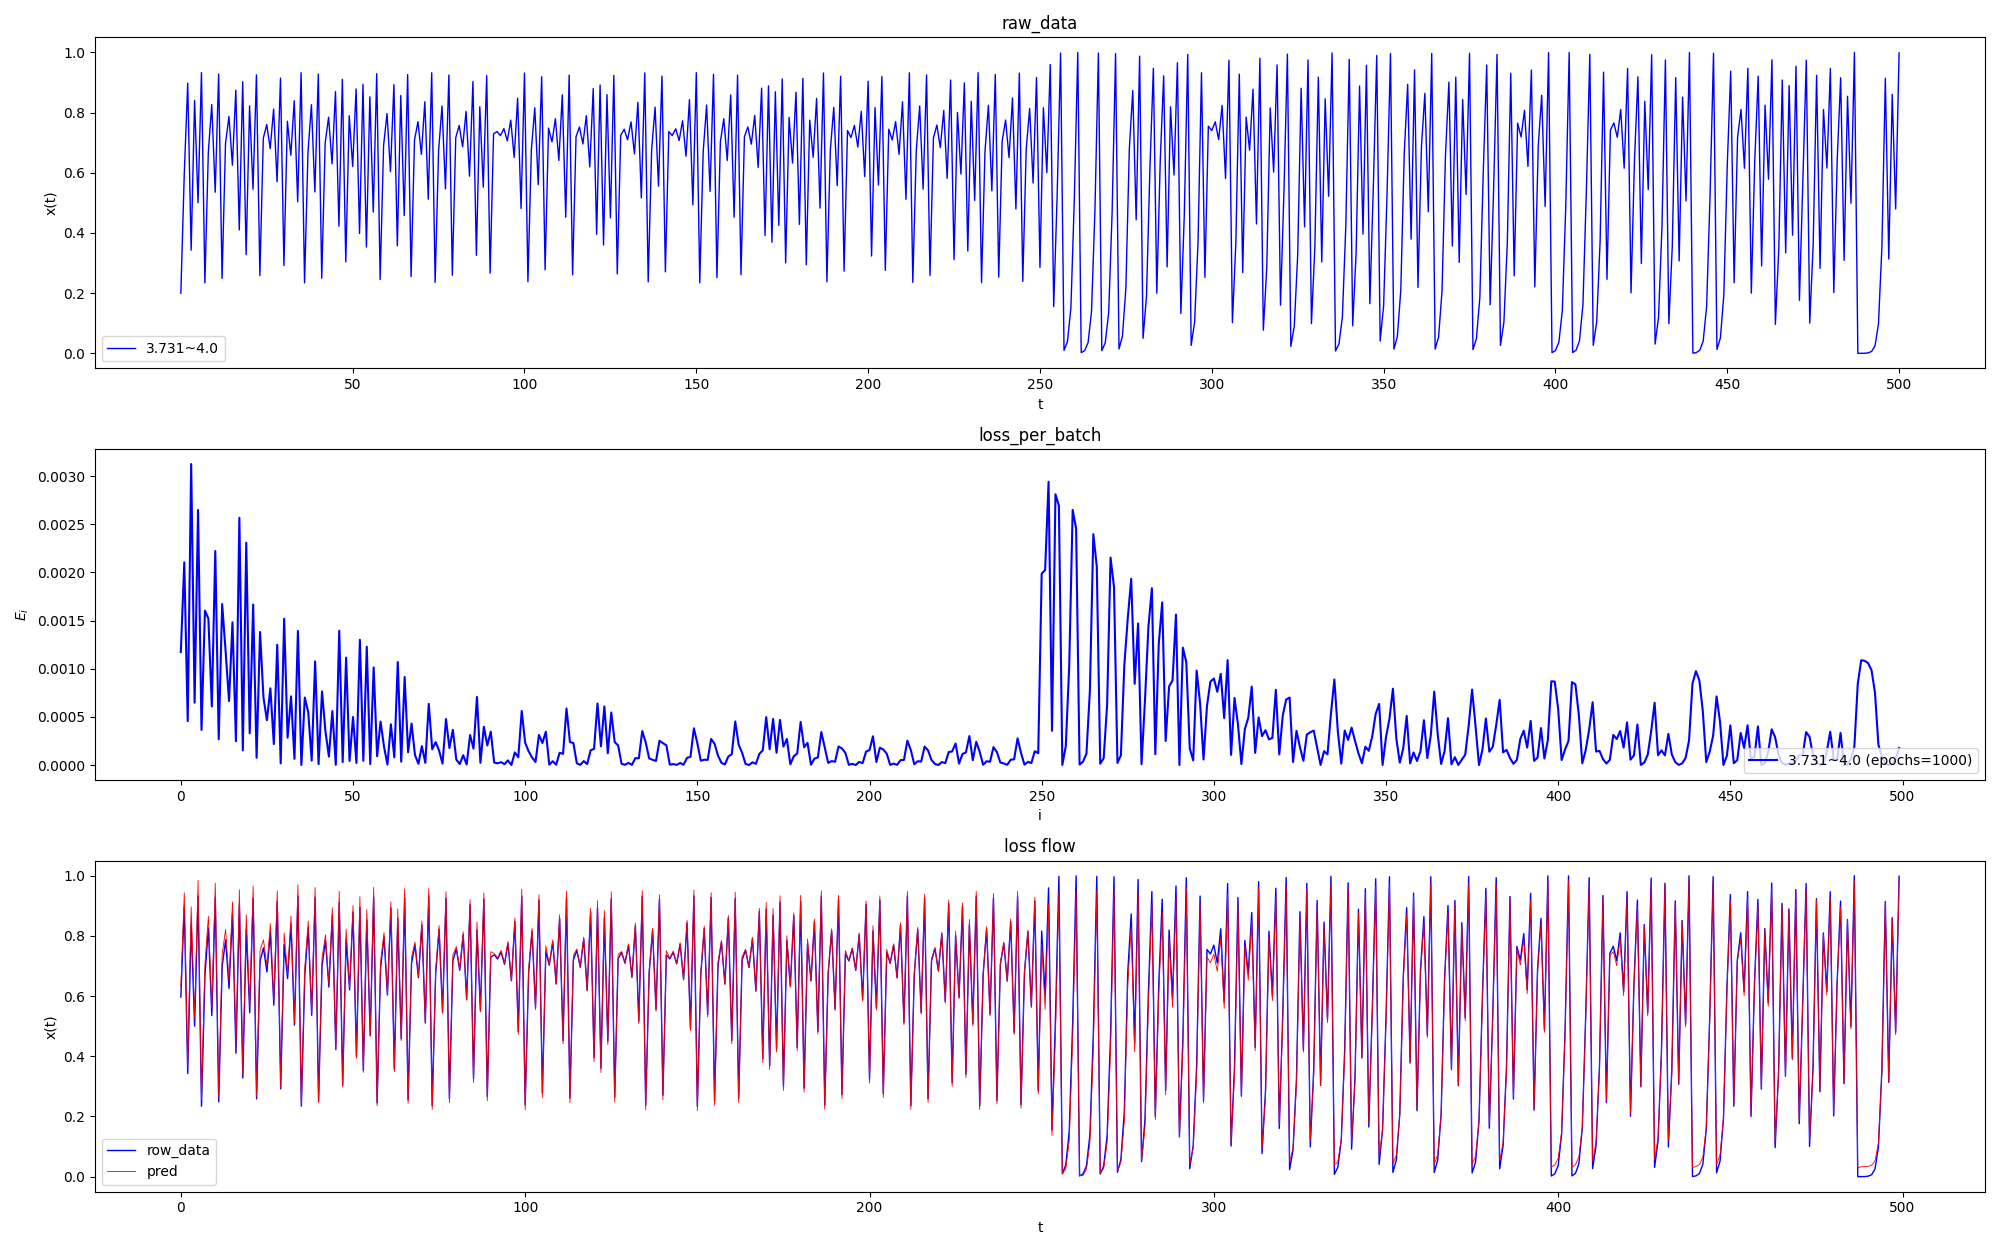 raw_data
x(t)
1.0
0.8
0.6
0.4
0.2
0.0
3.731~4.0
50 100 150 200 250 300 350 400 450 500
t
loss_per_batch
E_i
0.0030
0.0025
0.0020
0.0015
0.0010
0.0005
0.0000
3.731~4.0 (epochs=1000)
0 50 100 150 200 250 300 350 400 450 500
i
loss flow
x(t)
1.0
0.8
0.6
0.4
0.2
0.0
row_data
pred
0 100 200 300 400 500
t